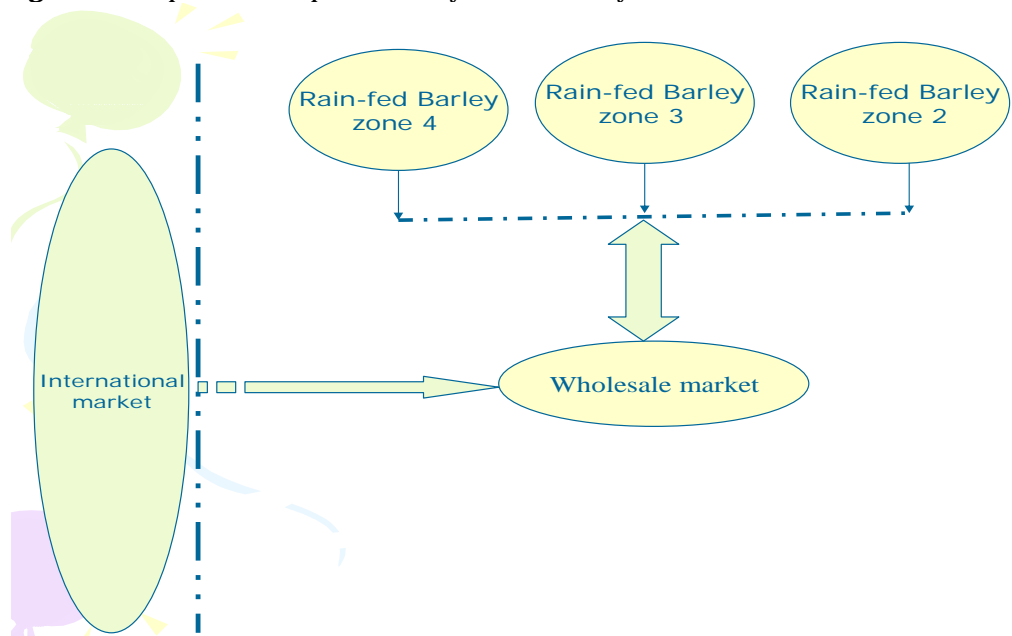 Rain-fed Barley
zone 4
Rain-fed Barley
zone 3
Rain-fed Barley
zone 2
International
market
Wholesale market